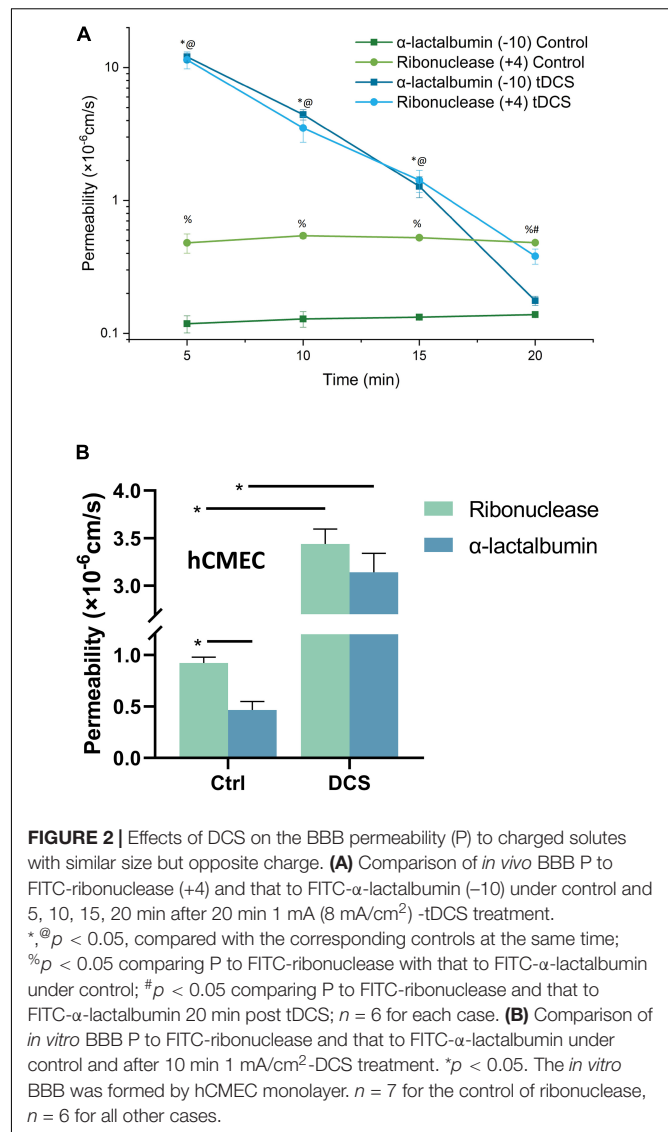 A
α-lactalbumin (-10) Control
Ribonuclease (+4) Control
α-lactalbumin (-10) tDCS
Ribonuclease (+4) tDCS
Permeability (×10⁻⁶cm/s)
10
1
0.1
*@
*@
*@
%
%
%
%#
5
10
15
20
Time (min)
B
Permeability (×10⁻⁶cm/s)
4.0
3.5
3.0
1.0
0.5
0.0
*
*
*
hCMEC
Ribonuclease
α-lactalbumin
Ctrl
DCS
FIGURE 2 | Effects of DCS on the BBB permeability (P) to charged solutes
with similar size but opposite charge. (A) Comparison of in vivo BBB P to
FITC-ribonuclease (+4) and that to FITC-α-lactalbumin (–10) under control and
5, 10, 15, 20 min after 20 min 1 mA (8 mA/cm²) -tDCS treatment.
*,@p < 0.05, compared with the corresponding controls at the same time;
%p < 0.05 comparing P to FITC-ribonuclease with that to FITC-α-lactalbumin
under control; #p < 0.05 comparing P to FITC-ribonuclease and that to
FITC-α-lactalbumin 20 min post tDCS; n = 6 for each case. (B) Comparison of
in vitro BBB P to FITC-ribonuclease and that to FITC-α-lactalbumin under
control and after 10 min 1 mA/cm²-DCS treatment. *p < 0.05. The in vitro
BBB was formed by hCMEC monolayer. n = 7 for the control of ribonuclease,
n = 6 for all other cases.